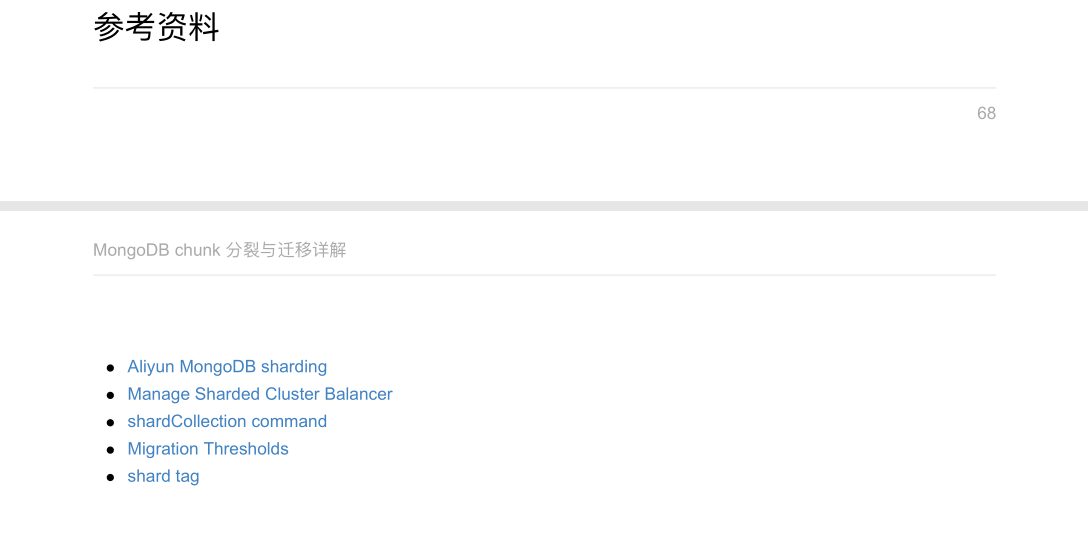 参考资料
68
MongoDB chunk 分裂与迁移详解
● Aliyun MongoDB sharding
● Manage Sharded Cluster Balancer
● shardCollection command
● Migration Thresholds
● shard tag